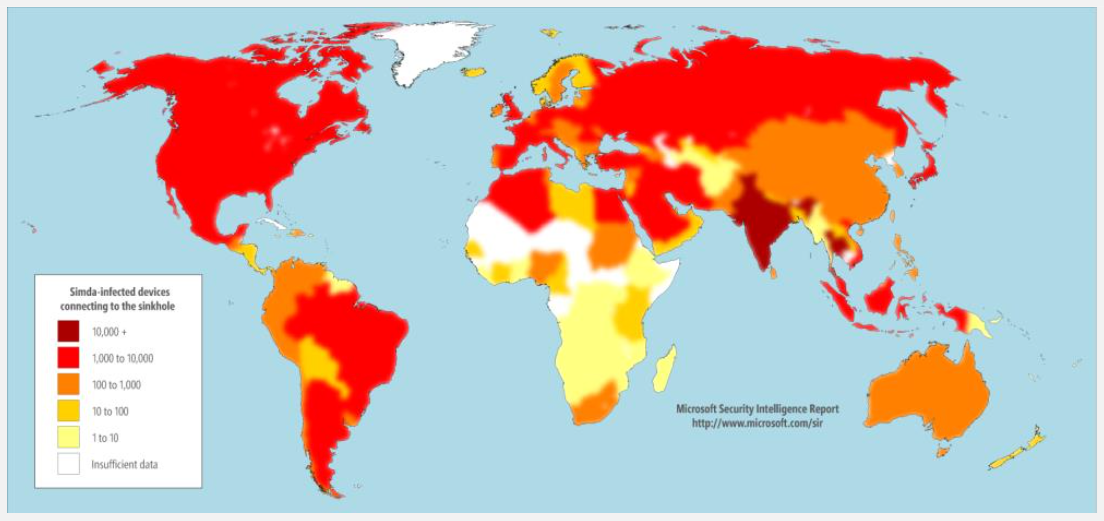 Simda-infected devices
connecting to the sinkhole
10,000 +
1,000 to 10,000
100 to 1,000
10 to 100
1 to 10
Insufficient data
Microsoft Security Intelligence Report
http://www.microsoft.com/sir